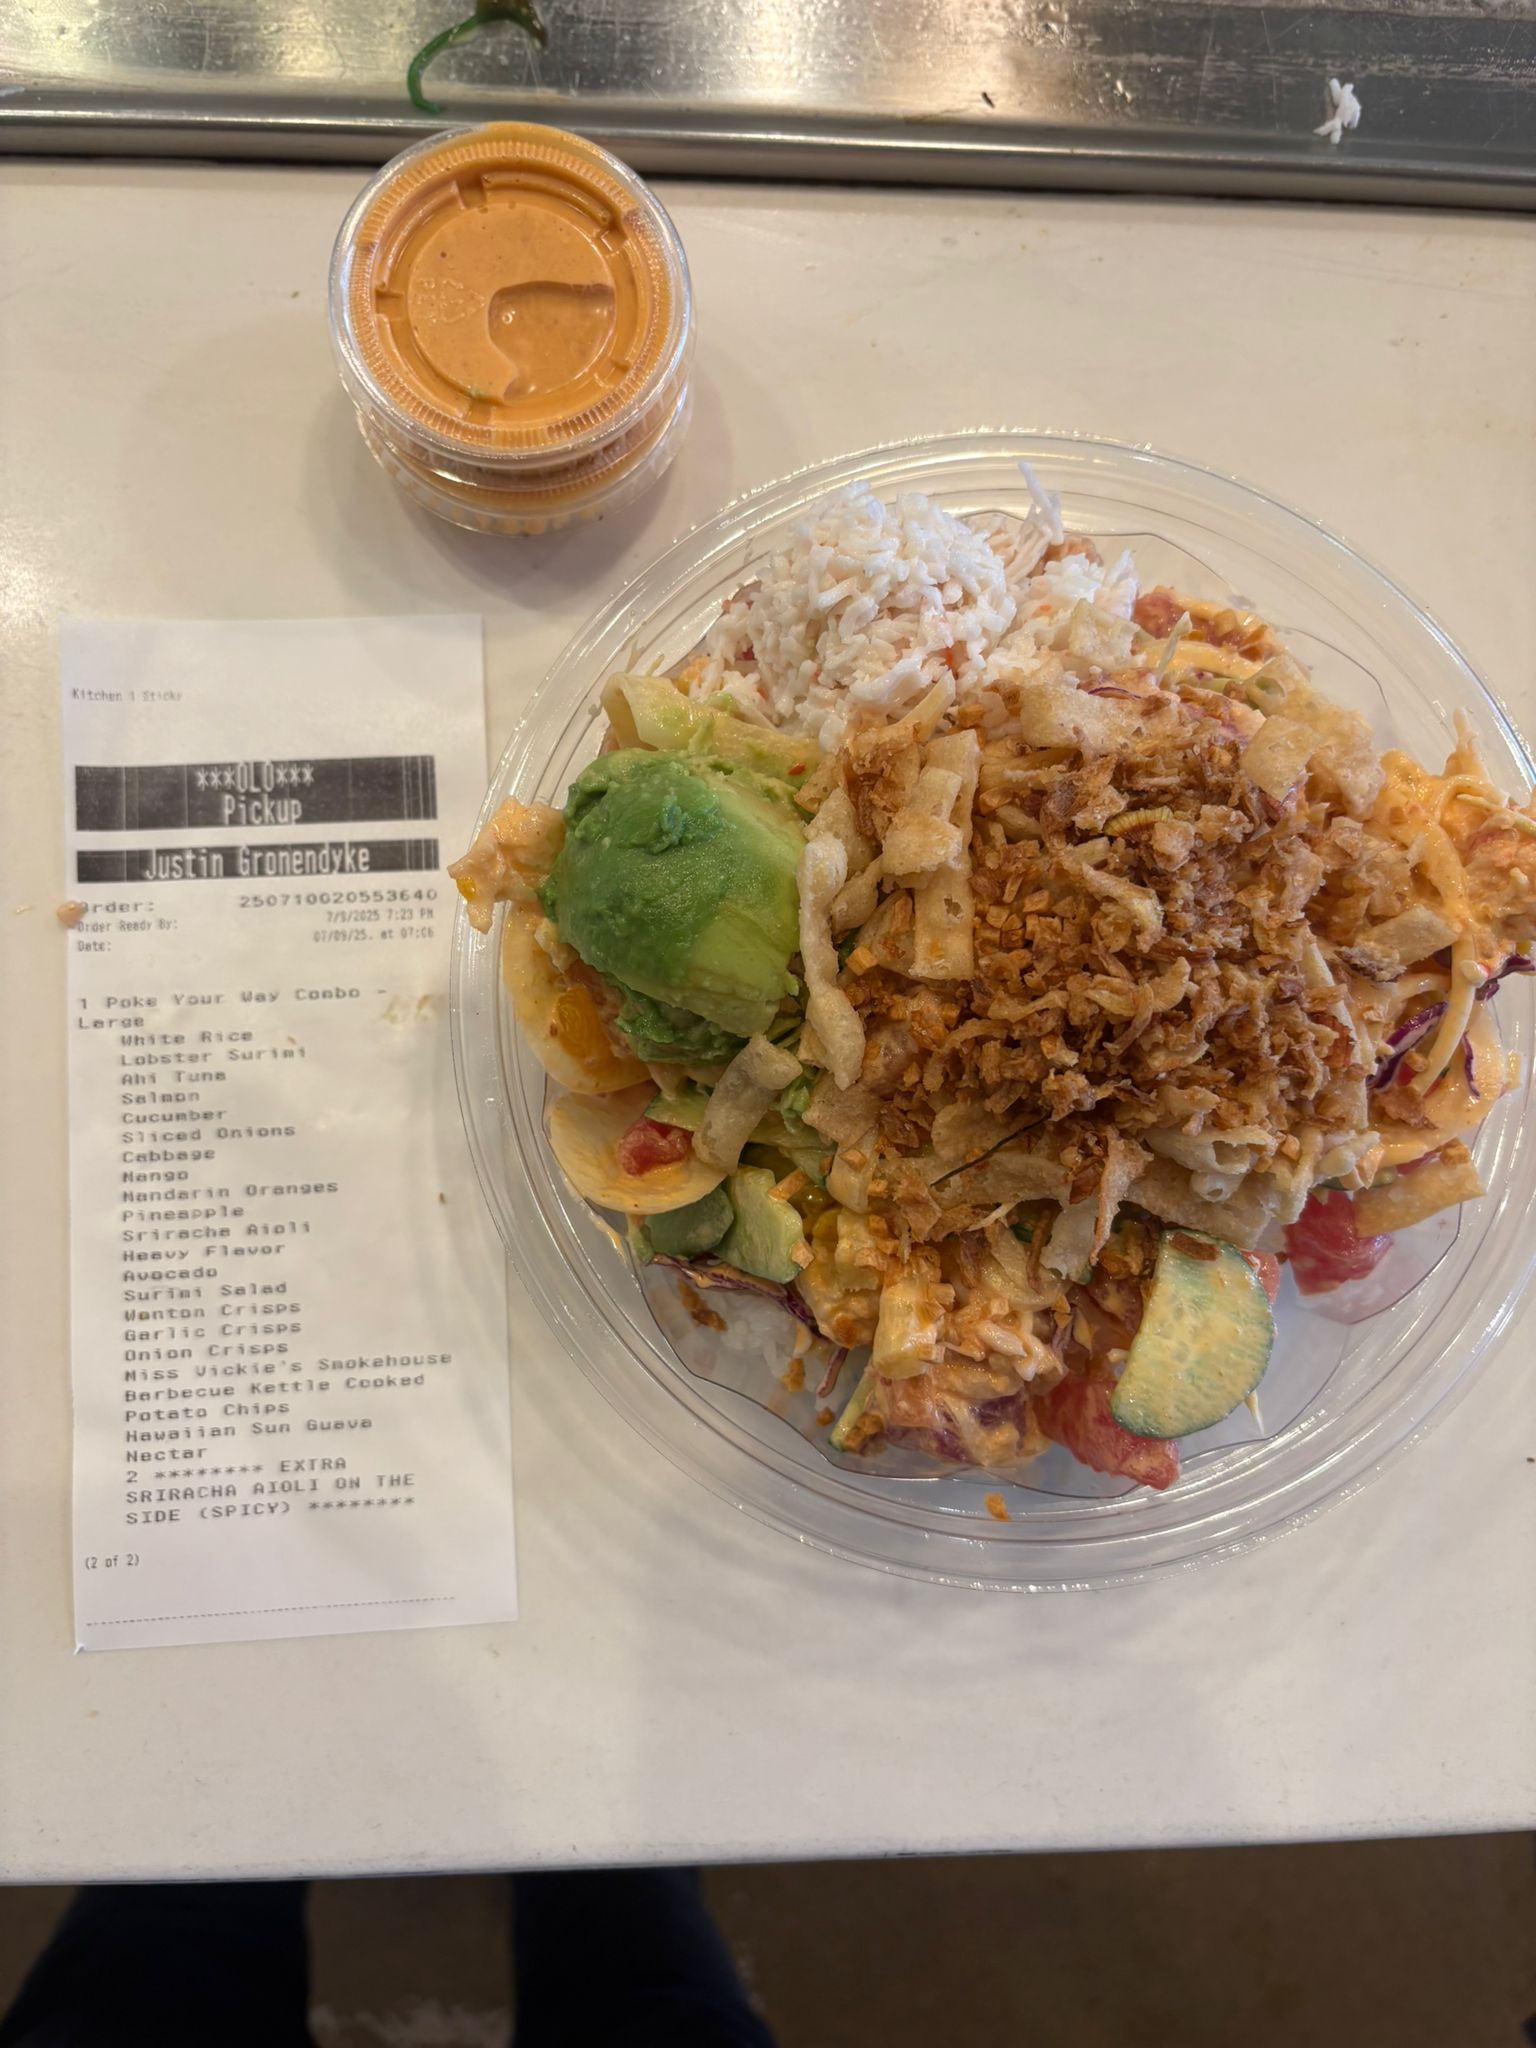 Kitchen 1 Sticky
***OLO***
Pickup
Justin Gronendyke
Order: 250710020553640
Order Ready By: 7/9/2025 7:23 PM
Date: 07/09/25. at 07:06
1 Poke Your Way Combo -
Large
White Rice
Lobster Surimi
Ahi Tuna
Salmon
Cucumber
Sliced Onions
Cabbage
Mango
Mandarin Oranges
Pineapple
Sriracha Aioli
Heavy Flavor
Avocado
Surimi Salad
Wonton Crisps
Garlic Crisps
Onion Crisps
Miss Vickie's Smokehouse
Barbecue Kettle Cooked
Potato Chips
Hawaiian Sun Guava
Nectar
2 ******** EXTRA
SRIRACHA AIOLI ON THE
SIDE (SPICY) ********
(2 of 2)